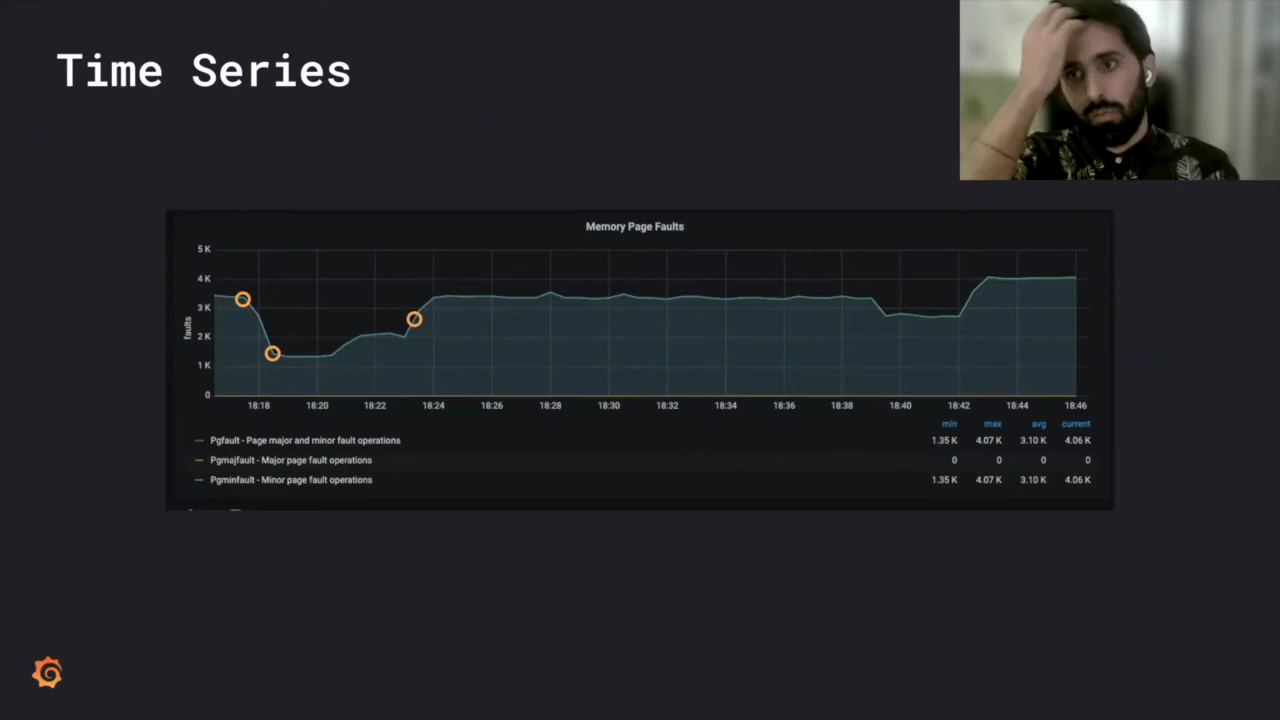 Time Series
Memory Page Faults
5 K
4 K
3 K
2 K
1 K
0
faults
18:18 18:20 18:22 18:24 18:26 18:28 18:30 18:32 18:34 18:36 18:38 18:40 18:42 18:44 18:46
min max avg current
Pgfault - Page major and minor fault operations 1.35 K 4.07 K 3.10 K 4.06 K
Pgmajfault - Major page fault operations 0 0 0 0
Pgminfault - Minor page fault operations 1.35 K 4.07 K 3.10 K 4.06 K